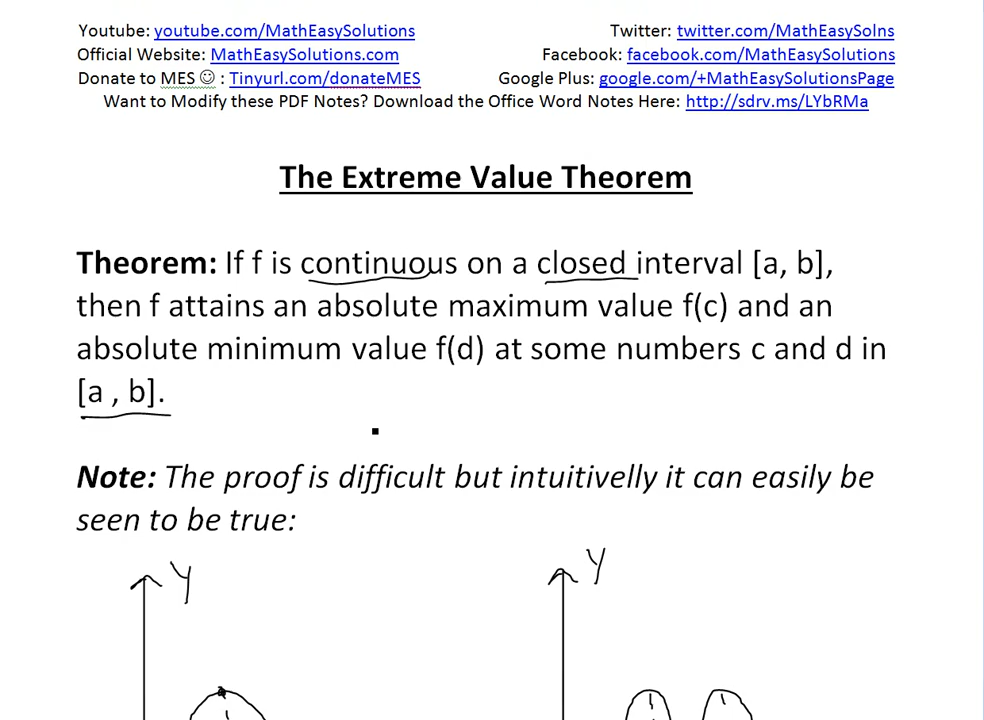 Youtube: youtube.com/MathEasySolutions Twitter: twitter.com/MathEasySolns
Official Website: MathEasySolutions.com Facebook: facebook.com/MathEasySolutions
Donate to MES ☺ : Tinyurl.com/donateMES Google Plus: google.com/+MathEasySolutionsPage
Want to Modify these PDF Notes? Download the Office Word Notes Here: http://sdrv.ms/LYbRMa
The Extreme Value Theorem
Theorem: If f is continuous on a closed interval [a, b],
then f attains an absolute maximum value f(c) and an
absolute minimum value f(d) at some numbers c and d in
[a , b].
Note: The proof is difficult but intuitivelly it can easily be
seen to be true:
Y Y